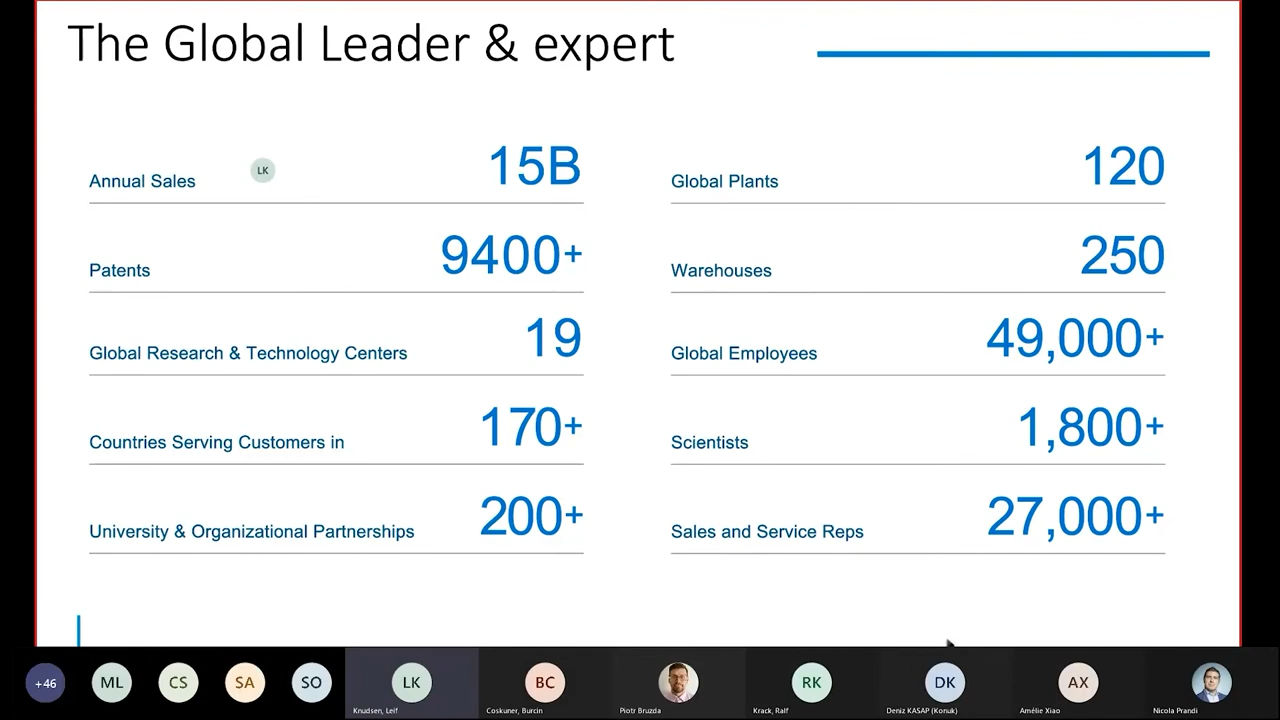 The Global Leader & expert
Annual Sales
LK
15B
Patents
9400+
Global Research & Technology Centers
19
Countries Serving Customers in
170+
University & Organizational Partnerships
200+
Global Plants
120
Warehouses
250
Global Employees
49,000+
Scientists
1,800+
Sales and Service Reps
27,000+
+46
ML
CS
SA
SO
LK
Knudsen, Leif
BC
Coskuner, Burcin
Piotr Bruzda
RK
Krack, Ralf
DK
Deniz KASAP (Konuk)
AX
Amélie Xiao
Nicola Prandi